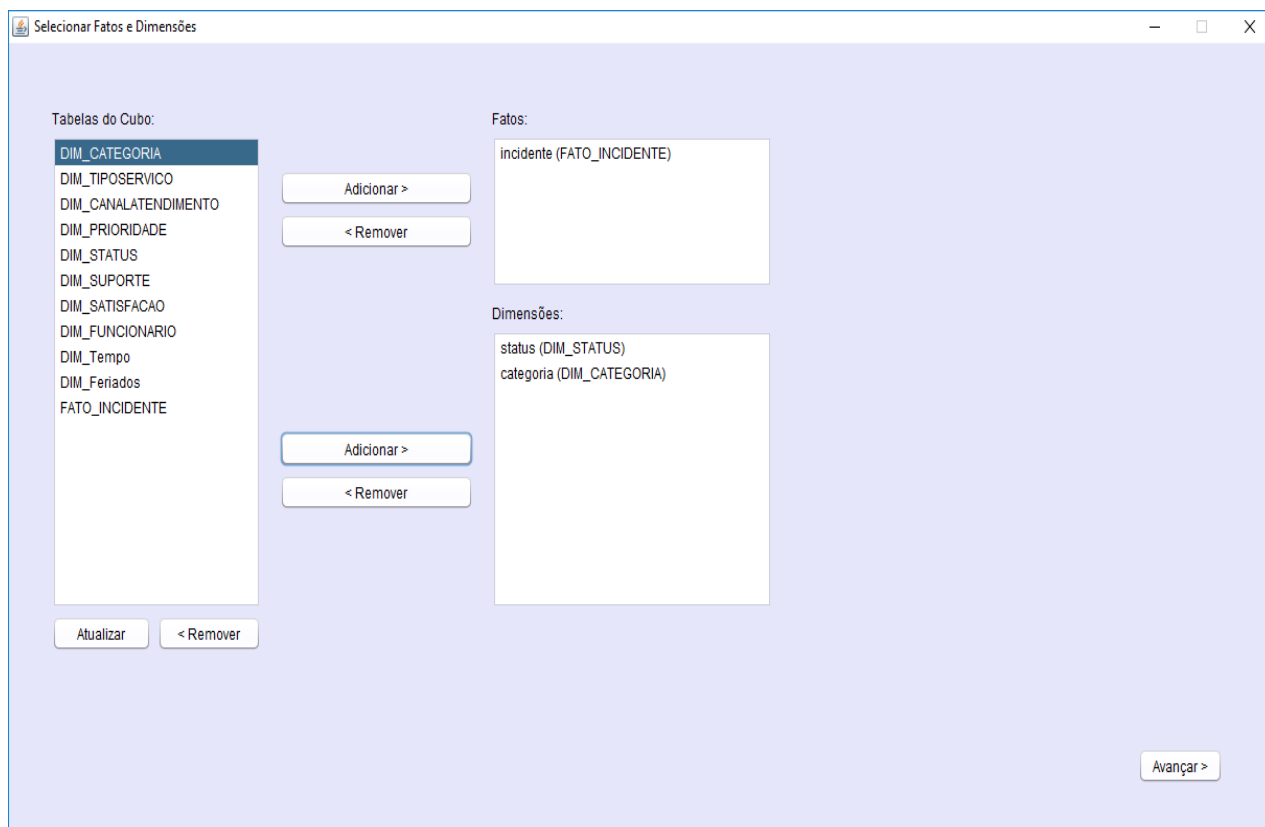 Selecionar Fatos e Dimensões
Tabelas do Cubo:
DIM_CATEGORIA
DIM_TIPOSERVICO
DIM_CANALATENDIMENTO
DIM_PRIORIDADE
DIM_STATUS
DIM_SUPORTE
DIM_SATISFACAO
DIM_FUNCIONARIO
DIM_Tempo
DIM_Feriados
FATO_INCIDENTE
Atualizar
< Remover
Adicionar >
< Remover
Adicionar >
< Remover
Fatos:
incidente (FATO_INCIDENTE)
Dimensões:
status (DIM_STATUS)
categoria (DIM_CATEGORIA)
Avançar >